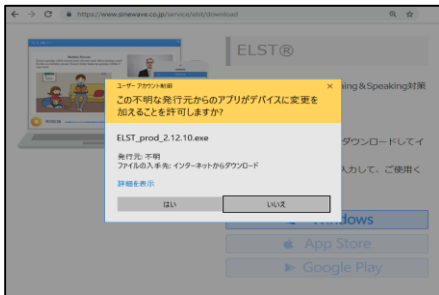 https://www.sinewave.co.jp/service/elst/download
ELST®
ing&Speaking対策
ユーザー アカウント制御
×
この不明な発行元からのアプリがデバイスに変更を
加えることを許可しますか?
ELST_prod_2.12.10.exe
発行元: 不明
ファイルの入手先: インターネットからダウンロード
詳細を表示
はい
いいえ
ダウンロードしてイ
入力して、ご使用く
Windows
App Store
Google Play